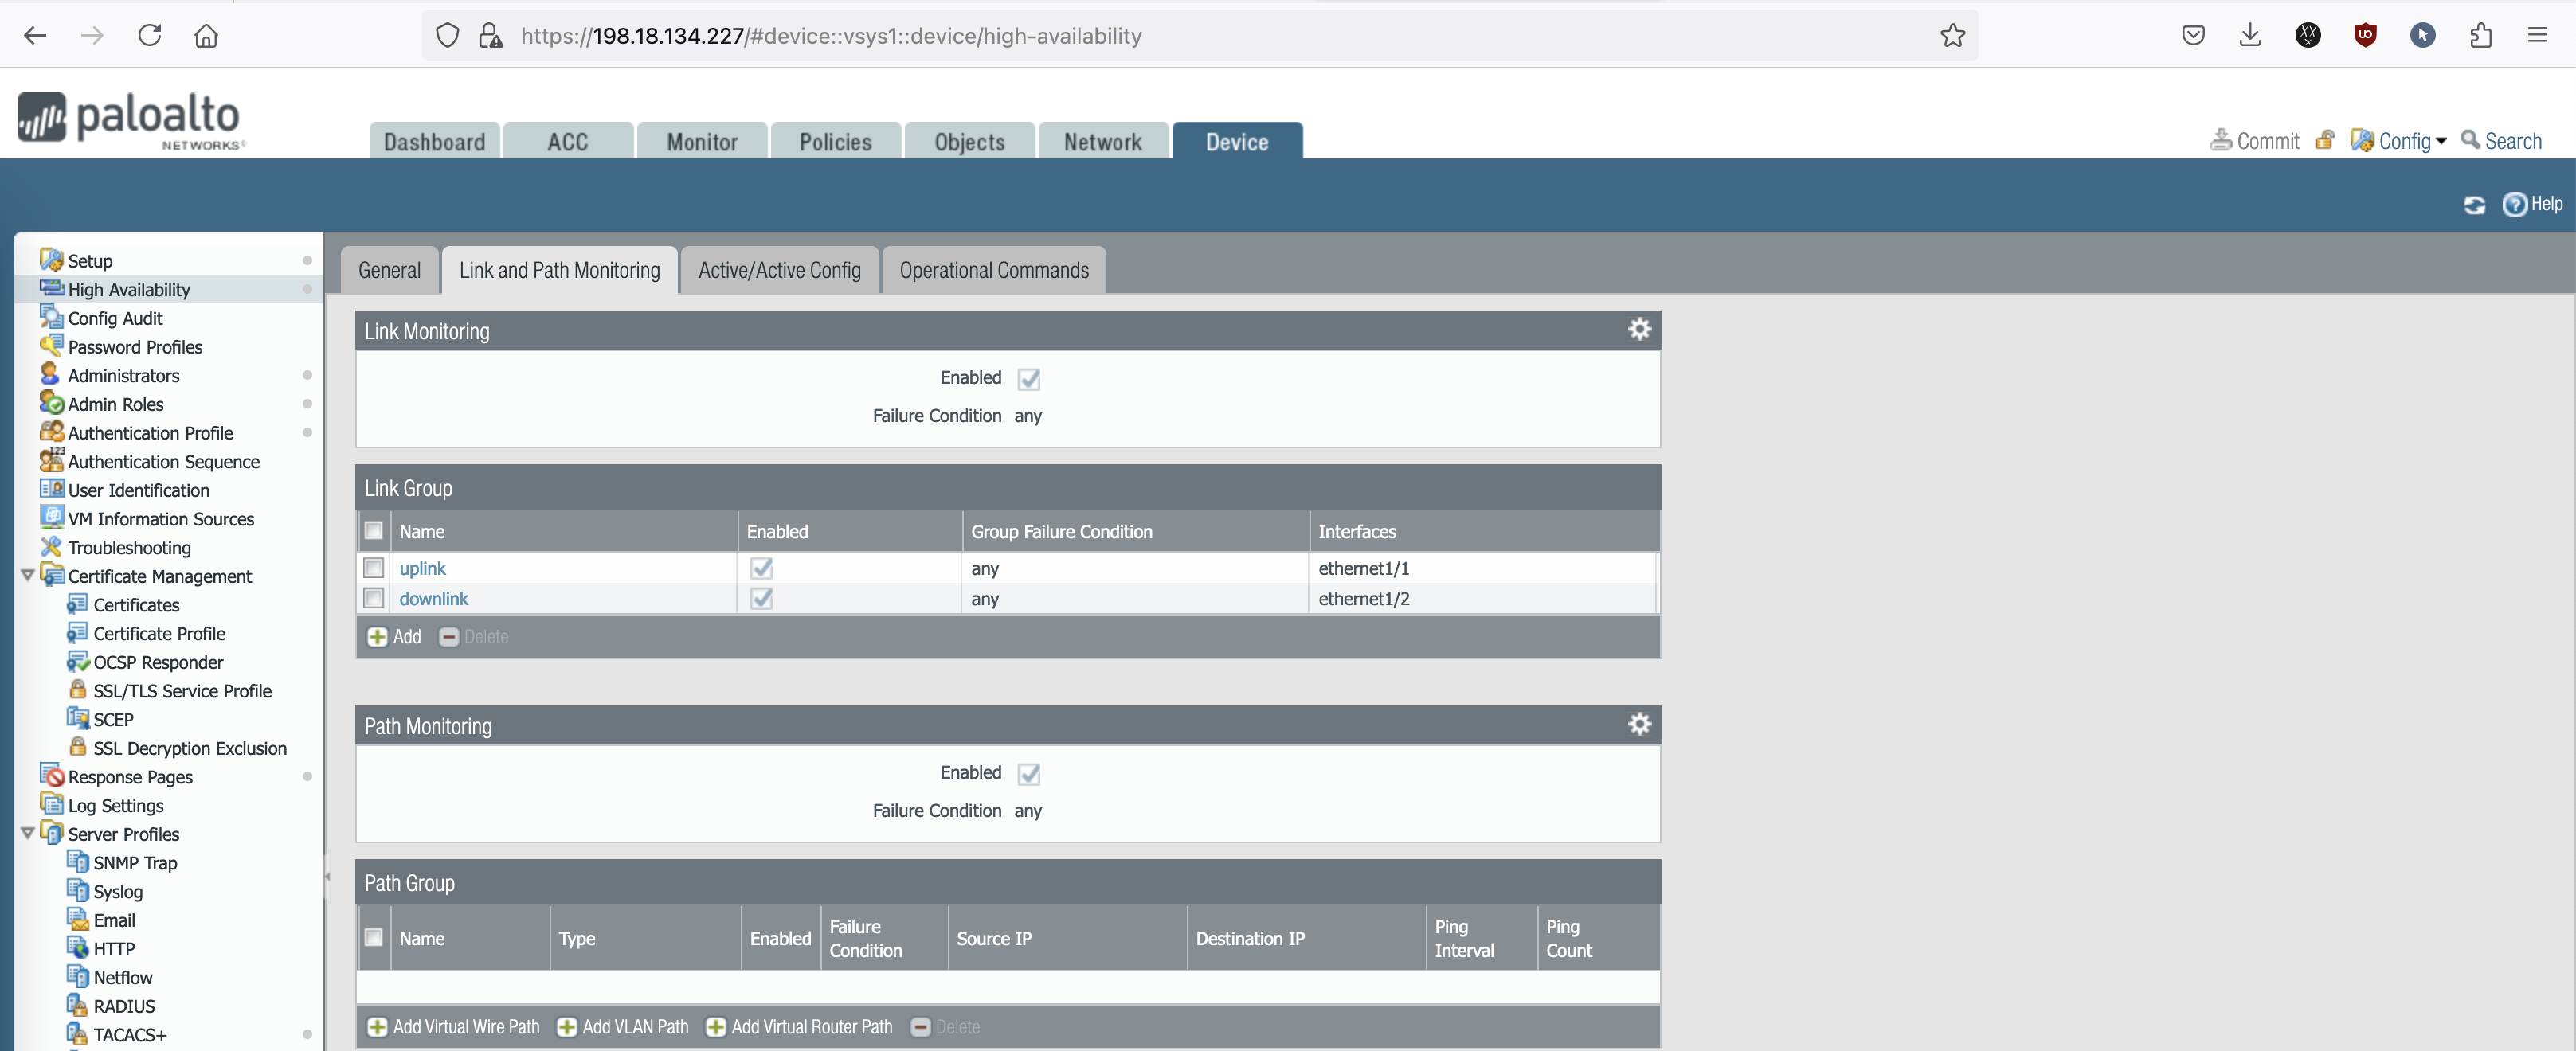 https://198.18.134.227/#device::vsys1::device/high-availability
paloalto
NETWORKS®
Dashboard ACC Monitor Policies Objects Network Device
Commit Config Search
Help
Setup
High Availability
Config Audit
Password Profiles
Administrators
Admin Roles
Authentication Profile
Authentication Sequence
User Identification
VM Information Sources
Troubleshooting
Certificate Management
Certificates
Certificate Profile
OCSP Responder
SSL/TLS Service Profile
SCEP
SSL Decryption Exclusion
Response Pages
Log Settings
Server Profiles
SNMP Trap
Syslog
Email
HTTP
Netflow
RADIUS
TACACS+
General Link and Path Monitoring Active/Active Config Operational Commands
Link Monitoring
Enabled
Failure Condition any
Link Group
Name Enabled Group Failure Condition Interfaces
uplink any ethernet1/1
downlink any ethernet1/2
Add Delete
Path Monitoring
Enabled
Failure Condition any
Path Group
Name Type Enabled Failure Condition Source IP Destination IP Ping Interval Ping Count
Add Virtual Wire Path Add VLAN Path Add Virtual Router Path Delete